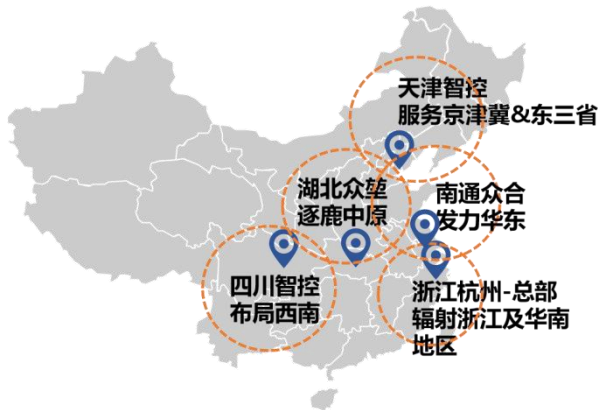 天津智控
服务京津冀&东三省
湖北众堃
逐鹿中原
南通众合
发力华东
四川智控
布局西南
浙江杭州-总部
辐射浙江及华南
地区